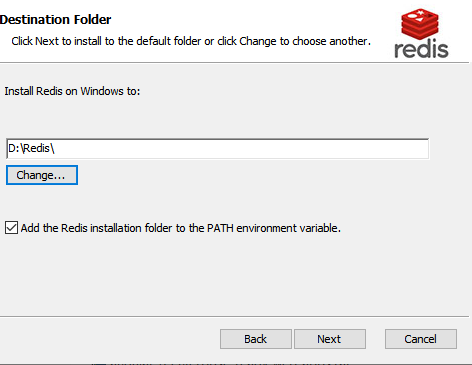 Destination Folder
Click Next to install to the default folder or click Change to choose another.
redis
Install Redis on Windows to:
D:\Redis\
Change...
Add the Redis installation folder to the PATH environment variable.
Back
Next
Cancel